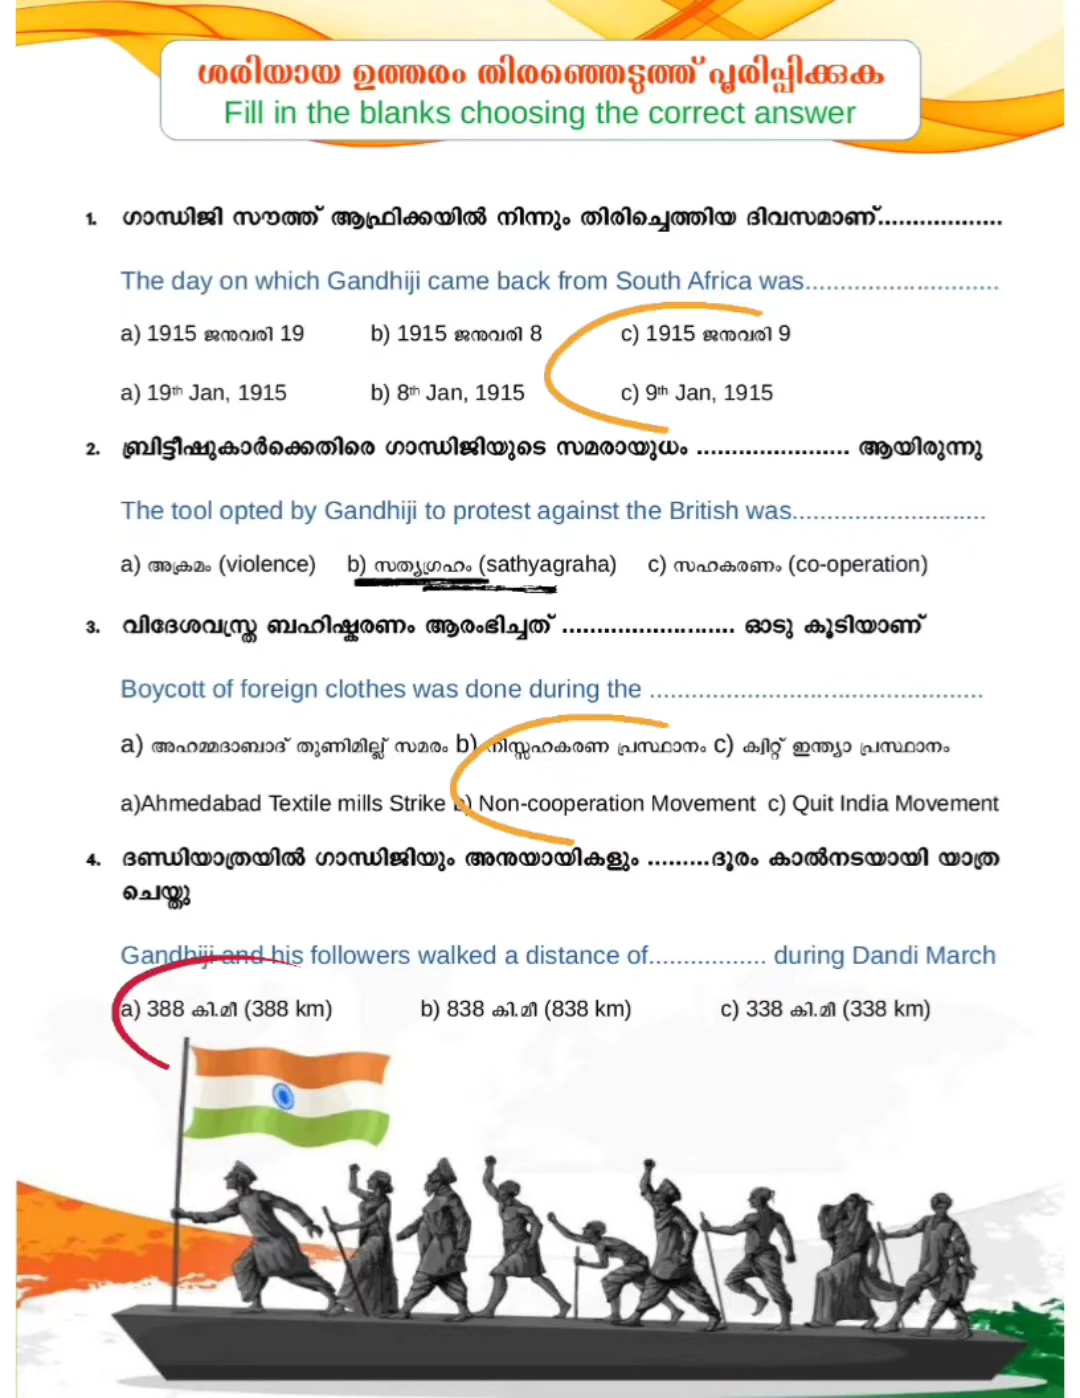 ശരിയായ ഉത്തരം തിരഞ്ഞെടുത്ത് പൂരിപ്പിക്കുക
Fill in the blanks choosing the correct answer
1. ഗാന്ധിജി സൗത്ത് ആഫ്രിക്കയിൽ നിന്നും തിരിച്ചെത്തിയ ദിവസമാണ്..................
The day on which Gandhiji came back from South Africa was............................
a) 1915 ജനുവരി 19 b) 1915 ജനുവരി 8 c) 1915 ജനുവരി 9
a) 19th Jan, 1915 b) 8th Jan, 1915 c) 9th Jan, 1915
2. ബ്രിട്ടീഷുകാർക്കെതിരെ ഗാന്ധിജിയുടെ സമരായുധം ...................... ആയിരുന്നു
The tool opted by Gandhiji to protest against the British was............................
a) അക്രമം (violence) b) സത്യഗ്രഹം (sathyagraha) c) സഹകരണം (co-operation)
3. വിദേശവസ്ത്ര ബഹിഷ്കരണം ആരംഭിച്ചത് ......................... ഓടു കൂടിയാണ്
Boycott of foreign clothes was done during the ................................................
a) അഹമ്മദാബാദ് തുണിമില്ല് സമരം b) നിസ്സഹകരണ പ്രസ്ഥാനം c) ക്വിറ്റ് ഇന്ത്യാ പ്രസ്ഥാനം
a)Ahmedabad Textile mills Strike b) Non-cooperation Movement c) Quit India Movement
4. ദണ്ഡിയാത്രയിൽ ഗാന്ധിജിയും അനുയായികളും .........ദൂരം കാൽനടയായി യാത്ര
ചെയ്തു
Gandhiji and his followers walked a distance of................. during Dandi March
a) 388 കി.മീ (388 km) b) 838 കി.മീ (838 km) c) 338 കി.മീ (338 km)